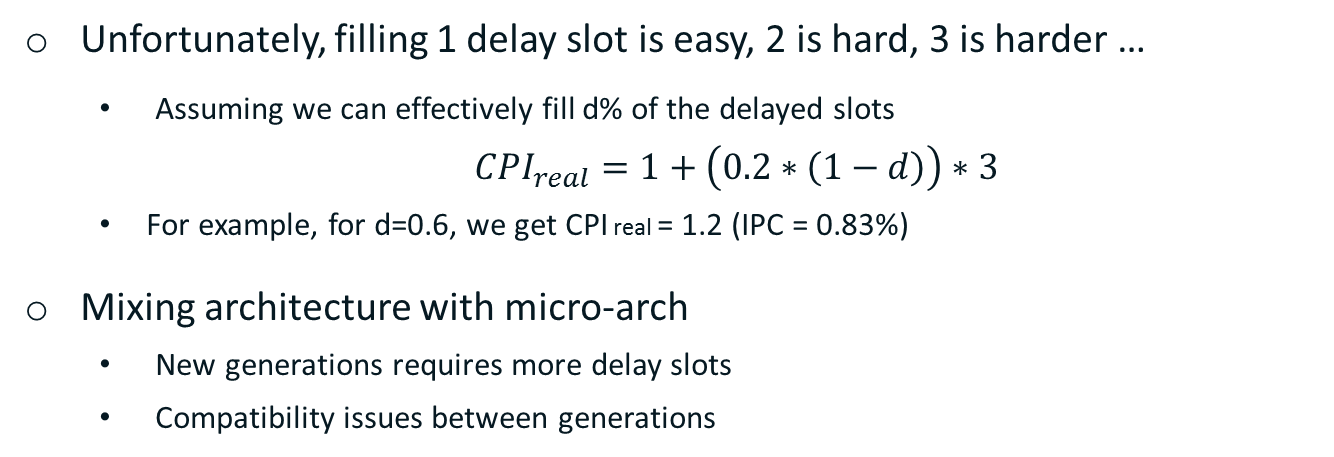 o Unfortunately, filling 1 delay slot is easy, 2 is hard, 3 is harder ...
• Assuming we can effectively fill d% of the delayed slots
CPI_real = 1 + (0.2 * (1 − d)) * 3
• For example, for d=0.6, we get CPI real = 1.2 (IPC = 0.83%)
o Mixing architecture with micro-arch
• New generations requires more delay slots
• Compatibility issues between generations